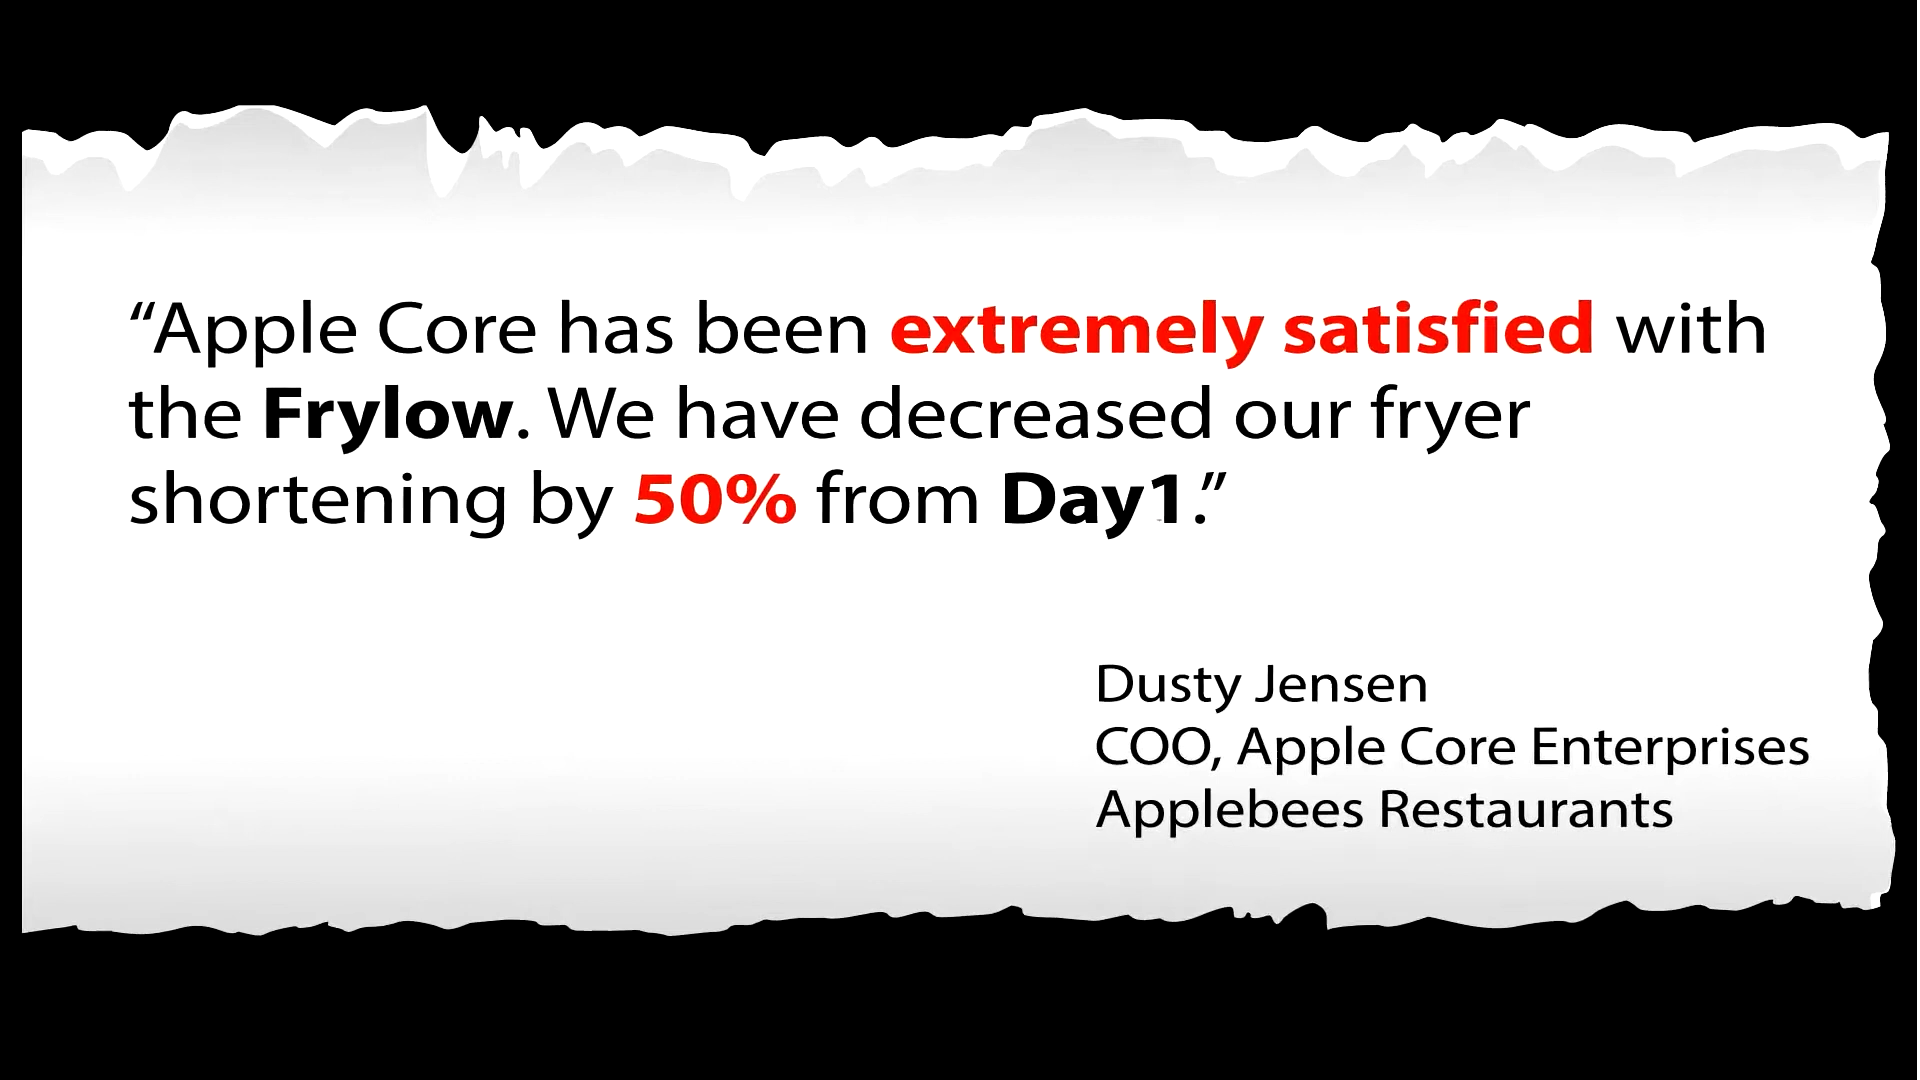 “Apple Core has been extremely satisfied with
the Frylow. We have decreased our fryer
shortening by 50% from Day1.”
Dusty Jensen
COO, Apple Core Enterprises
Applebees Restaurants